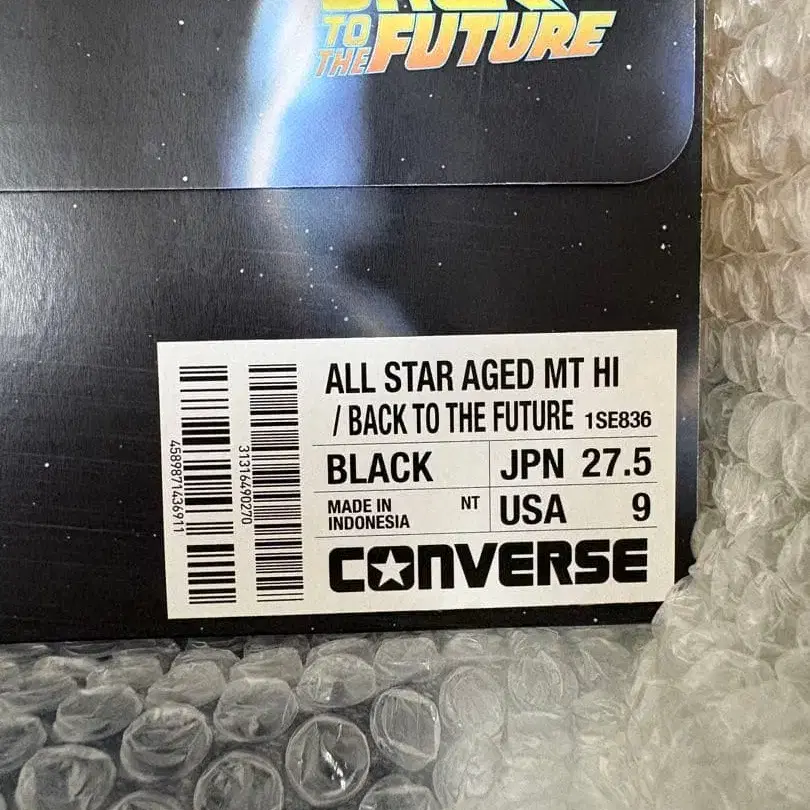 TO
THE FUTURE
ALL STAR AGED MT HI
/ BACK TO THE FUTURE 1SE836
BLACK
JPN 27.5
MADE IN
INDONESIA
NT
USA 9
CONVERSE
4589871436911
31316490270